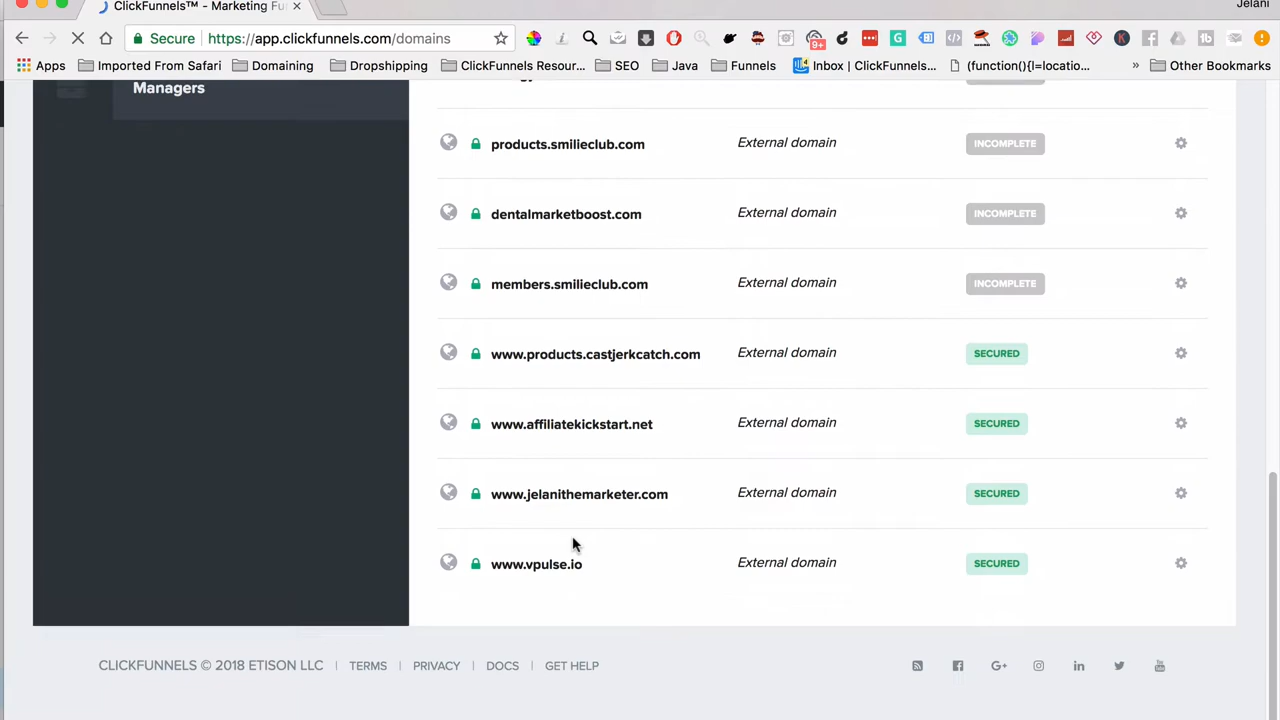 ClickFunnels™ - Marketing Fu
Jelani
Secure https://app.clickfunnels.com/domains
9+
Apps Imported From Safari Domaining Dropshipping ClickFunnels Resour... SEO Java Funnels Inbox | ClickFunnels... (function(){l=locatio... » Other Bookmarks
Managers
products.smilieclub.com External domain INCOMPLETE
dentalmarketboost.com External domain INCOMPLETE
members.smilieclub.com External domain INCOMPLETE
www.products.castjerkcatch.com External domain SECURED
www.affiliatekickstart.net External domain SECURED
www.jelanithemarketer.com External domain SECURED
www.vpulse.io External domain SECURED
CLICKFUNNELS © 2018 ETISON LLC | TERMS | PRIVACY | DOCS | GET HELP